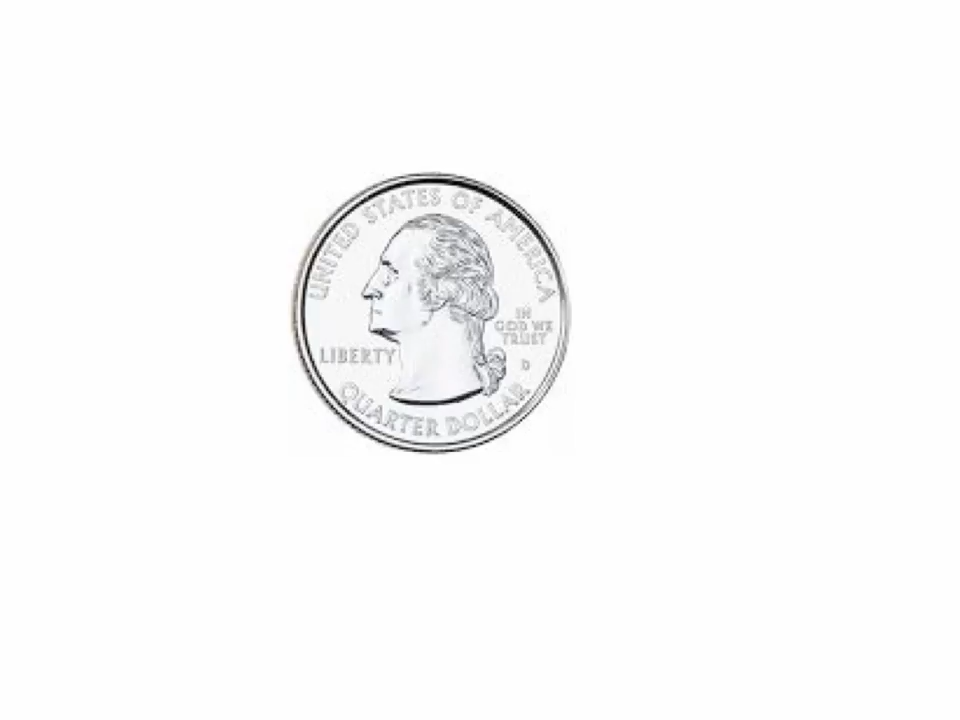 UNITED STATES OF AMERICA
IN
GOD WE
TRUST
LIBERTY
D
QUARTER DOLLAR